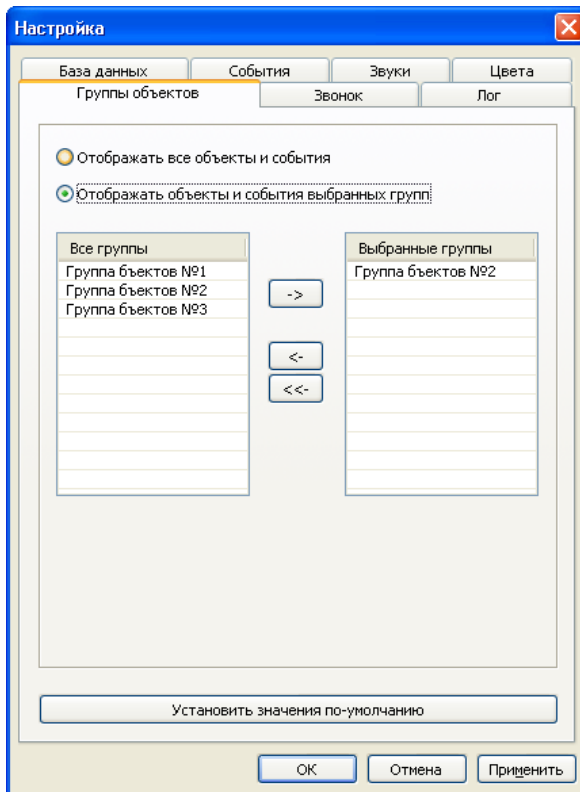 Настройка
База данных События Звуки Цвета
Группы объектов Звонок Лог
Отображать все объекты и события
Отображать объекты и события выбранных групп
Все группы Выбранные группы
Группа бъектов №1 Группа бъектов №2
Группа бъектов №2 ->
Группа бъектов №3
<-
<<-
Установить значения по-умолчанию
ОК Отмена Применить